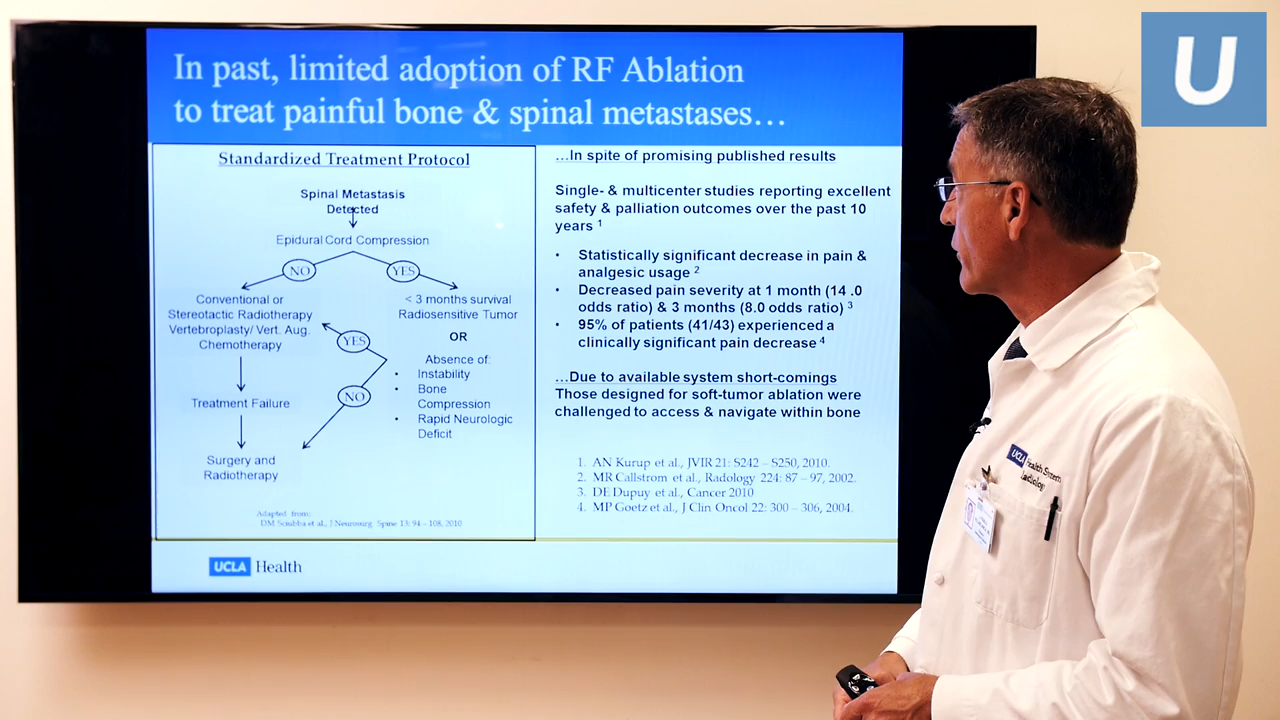 In past, limited adoption of RF Ablation
to treat painful bone & spinal metastases…
Standardized Treatment Protocol
Spinal Metastasis
Detected
Epidural Cord Compression
NO
YES
Conventional or
Stereotactic Radiotherapy
Vertebroplasty/ Vert. Aug.
Chemotherapy
< 3 months survival
Radiosensitive Tumor
OR
YES
Absence of:
• Instability
• Bone
Compression
• Rapid Neurologic
Deficit
NO
Treatment Failure
Surgery and
Radiotherapy
Adapted from:
DM Sciubba et al., J Neurosurg Spine 13: 94 – 108, 2010
…In spite of promising published results
Single- & multicenter studies reporting excellent
safety & palliation outcomes over the past 10
years 1
• Statistically significant decrease in pain &
analgesic usage 2
• Decreased pain severity at 1 month (14 .0
odds ratio) & 3 months (8.0 odds ratio) 3
• 95% of patients (41/43) experienced a
clinically significant pain decrease 4
…Due to available system short-comings
Those designed for soft-tumor ablation were
challenged to access & navigate within bone
1. AN Kurup et al., JVIR 21: S242 – S250, 2010.
2. MR Callstrom et al., Radology 224: 87 – 97, 2002.
3. DE Dupuy et al., Cancer 2010
4. MP Goetz et al., J Clin Oncol 22: 300 – 306, 2004.
UCLA Health
U
UCLA Health System
Radiology